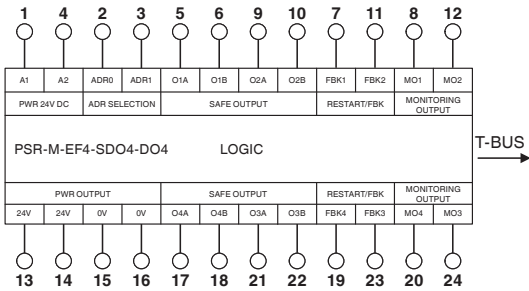 1 4 2 3 5 6 9 10 7 11 8 12
A1 A2 ADR0 ADR1 O1A O1B O2A O2B FBK1 FBK2 MO1 MO2
PWR 24V DC ADR SELECTION SAFE OUTPUT RESTART/FBK MONITORING OUTPUT
PSR-M-EF4-SDO4-DO4 LOGIC
T-BUS
PWR OUTPUT SAFE OUTPUT RESTART/FBK MONITORING OUTPUT
24V 24V 0V 0V O4A O4B O3A O3B FBK4 FBK3 MO4 MO3
13 14 15 16 17 18 21 22 19 23 20 24